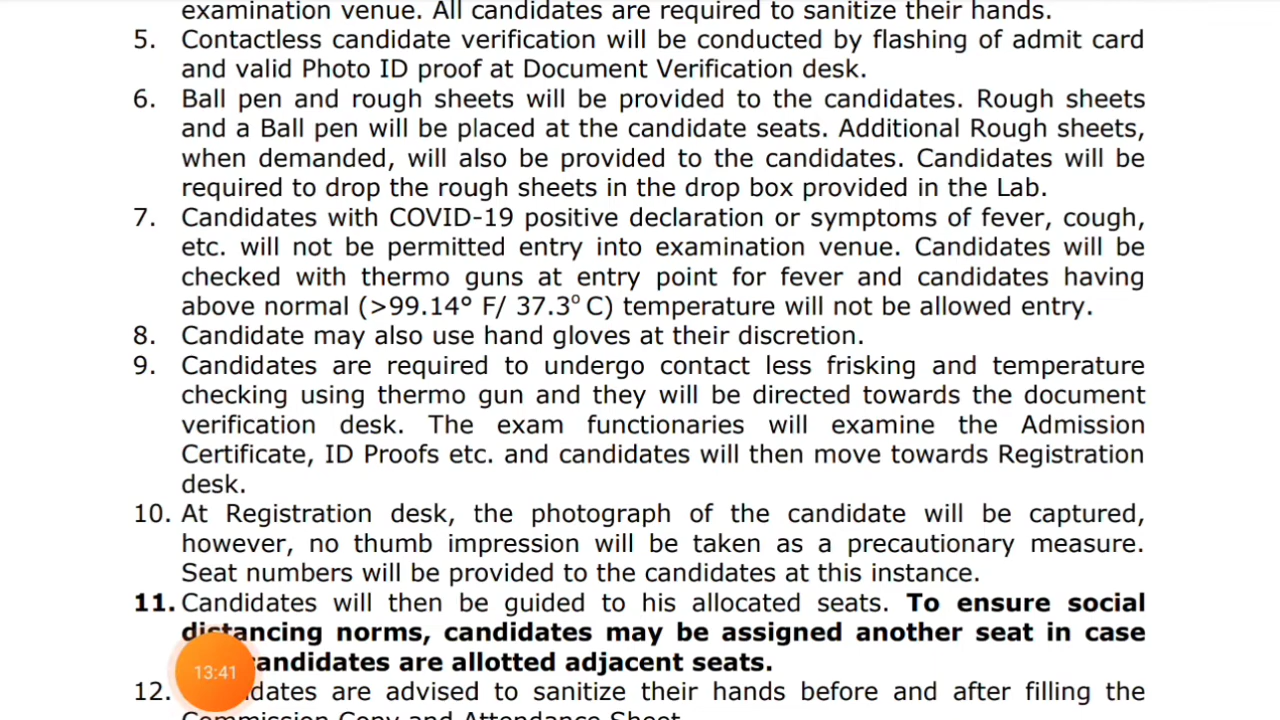 examination venue. All candidates are required to sanitize their hands.
5. Contactless candidate verification will be conducted by flashing of admit card
and valid Photo ID proof at Document Verification desk.
6. Ball pen and rough sheets will be provided to the candidates. Rough sheets
and a Ball pen will be placed at the candidate seats. Additional Rough sheets,
when demanded, will also be provided to the candidates. Candidates will be
required to drop the rough sheets in the drop box provided in the Lab.
7. Candidates with COVID-19 positive declaration or symptoms of fever, cough,
etc. will not be permitted entry into examination venue. Candidates will be
checked with thermo guns at entry point for fever and candidates having
above normal (>99.14° F/ 37.3° C) temperature will not be allowed entry.
8. Candidate may also use hand gloves at their discretion.
9. Candidates are required to undergo contact less frisking and temperature
checking using thermo gun and they will be directed towards the document
verification desk. The exam functionaries will examine the Admission
Certificate, ID Proofs etc. and candidates will then move towards Registration
desk.
10. At Registration desk, the photograph of the candidate will be captured,
however, no thumb impression will be taken as a precautionary measure.
Seat numbers will be provided to the candidates at this instance.
11. Candidates will then be guided to his allocated seats. To ensure social
distancing norms, candidates may be assigned another seat in case
candidates are allotted adjacent seats.
13:41
12. dates are advised to sanitize their hands before and after filling the
Commission Copy and Attendance Sheet